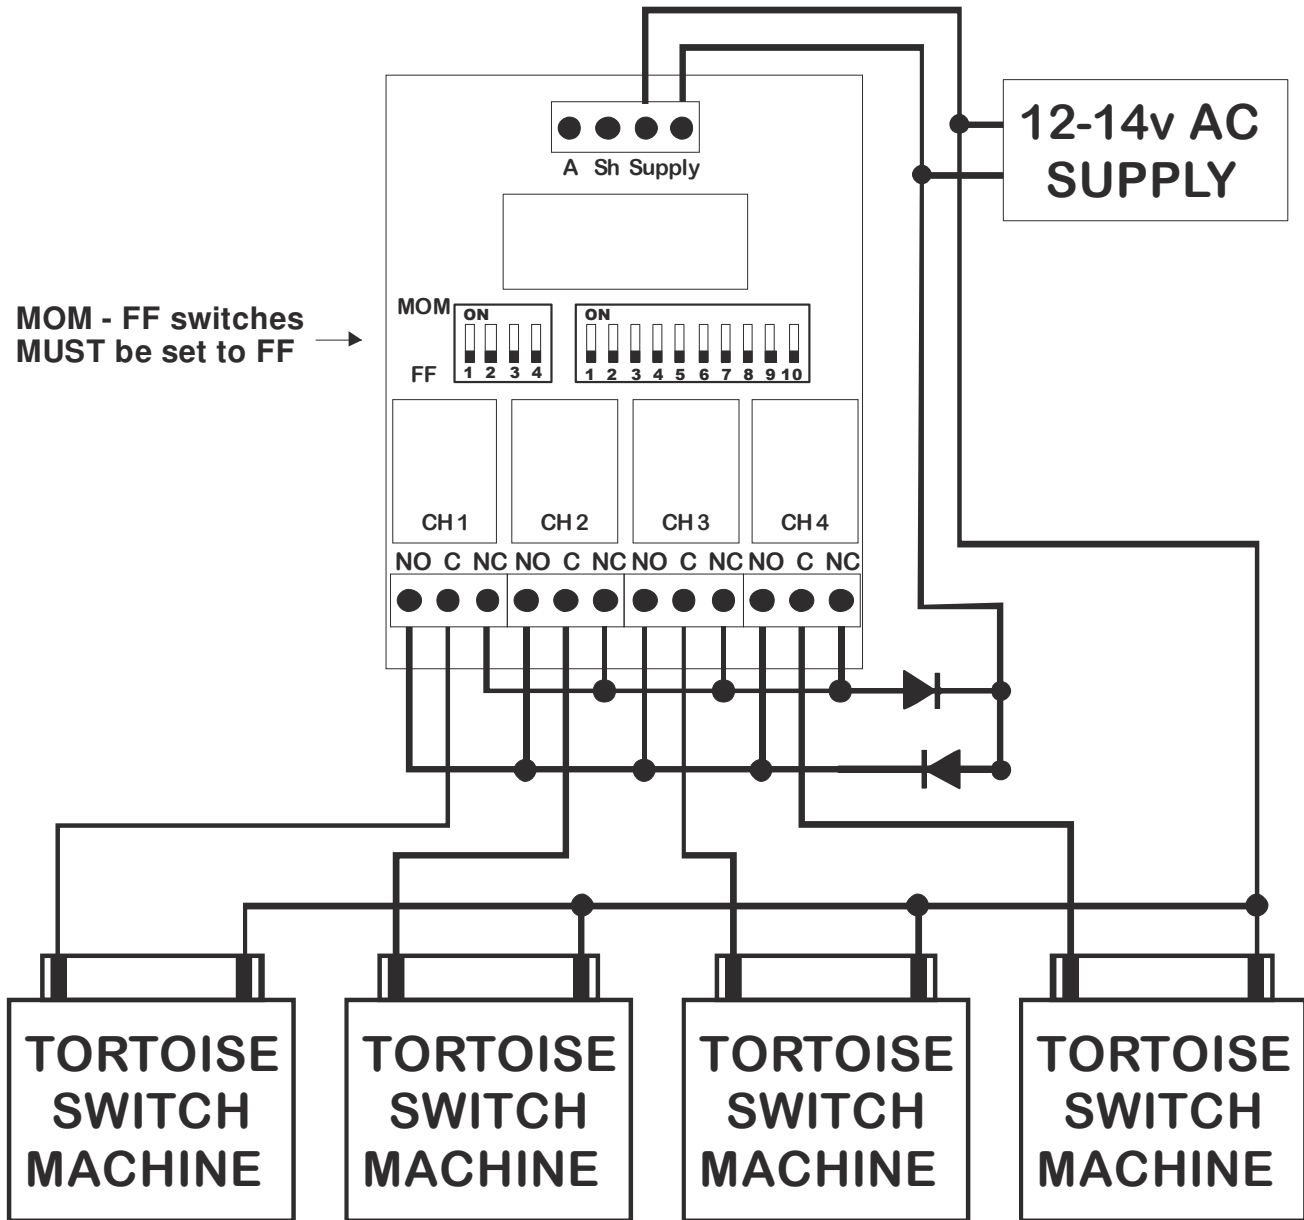 12-14v AC
SUPPLY
A Sh Supply
MOM - FF switches
MUST be set to FF
MOM
FF
ON
1 2 3 4
ON
1 2 3 4 5 6 7 8 9 10
CH 1 CH 2 CH 3 CH 4
NO C NC NO C NC NO C NC NO C NC
TORTOISE
SWITCH
MACHINE
TORTOISE
SWITCH
MACHINE
TORTOISE
SWITCH
MACHINE
TORTOISE
SWITCH
MACHINE